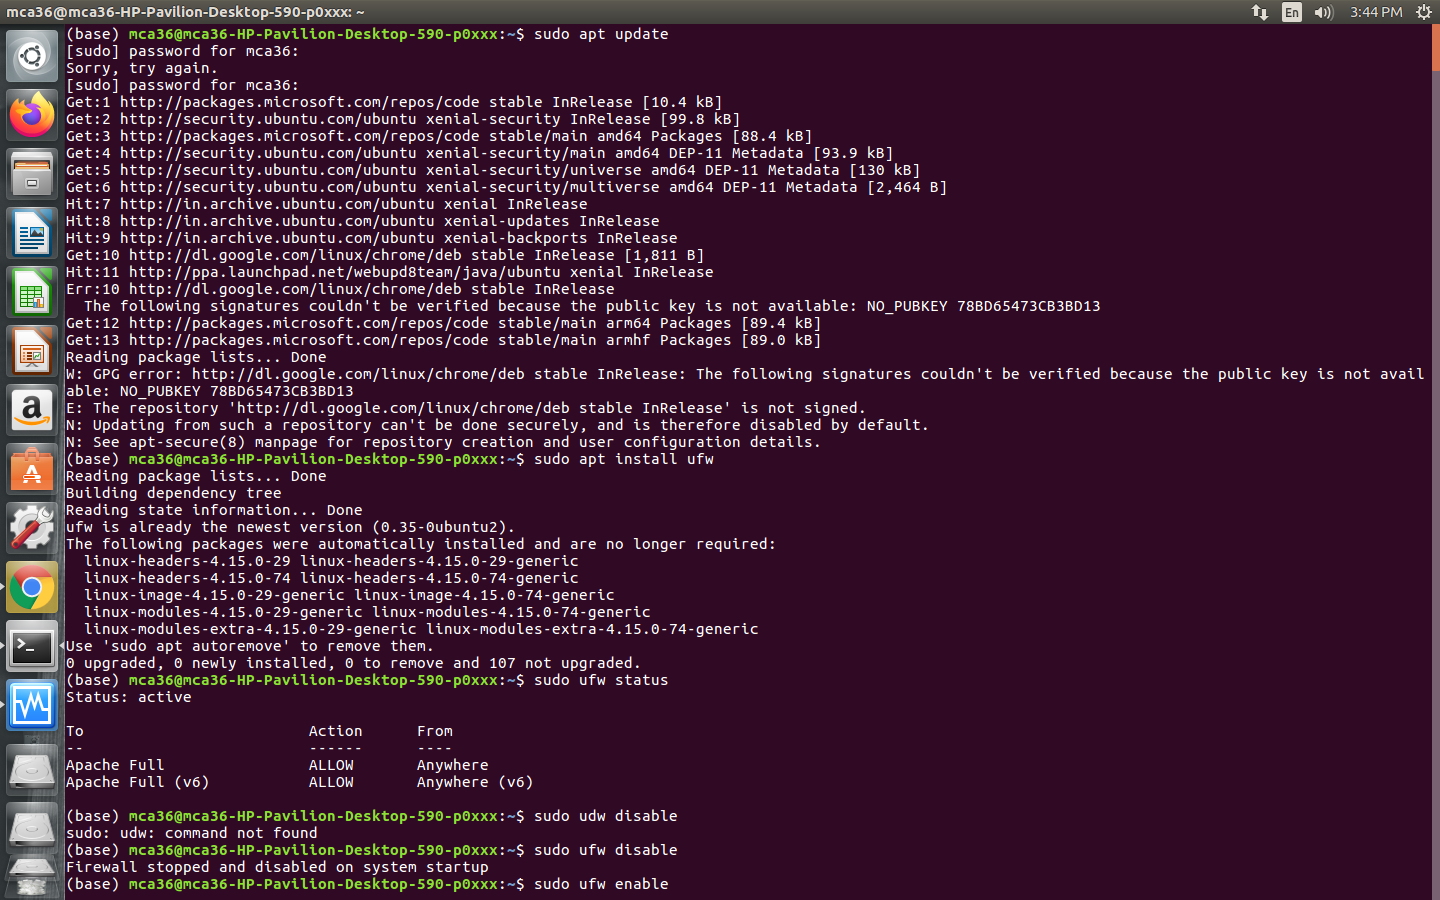 mca36@mca36-HP-Pavilion-Desktop-590-p0xxx: ~
En
3:44 PM
(base) mca36@mca36-HP-Pavilion-Desktop-590-p0xxx:~$ sudo apt update
[sudo] password for mca36:
Sorry, try again.
[sudo] password for mca36:
Get:1 http://packages.microsoft.com/repos/code stable InRelease [10.4 kB]
Get:2 http://security.ubuntu.com/ubuntu xenial-security InRelease [99.8 kB]
Get:3 http://packages.microsoft.com/repos/code stable/main amd64 Packages [88.4 kB]
Get:4 http://security.ubuntu.com/ubuntu xenial-security/main amd64 DEP-11 Metadata [93.9 kB]
Get:5 http://security.ubuntu.com/ubuntu xenial-security/universe amd64 DEP-11 Metadata [130 kB]
Get:6 http://security.ubuntu.com/ubuntu xenial-security/multiverse amd64 DEP-11 Metadata [2,464 B]
Hit:7 http://in.archive.ubuntu.com/ubuntu xenial InRelease
Hit:8 http://in.archive.ubuntu.com/ubuntu xenial-updates InRelease
Hit:9 http://in.archive.ubuntu.com/ubuntu xenial-backports InRelease
Get:10 http://dl.google.com/linux/chrome/deb stable InRelease [1,811 B]
Hit:11 http://ppa.launchpad.net/webupd8team/java/ubuntu xenial InRelease
Err:10 http://dl.google.com/linux/chrome/deb stable InRelease
  The following signatures couldn't be verified because the public key is not available: NO_PUBKEY 78BD65473CB3BD13
Get:12 http://packages.microsoft.com/repos/code stable/main arm64 Packages [89.4 kB]
Get:13 http://packages.microsoft.com/repos/code stable/main armhf Packages [89.0 kB]
Reading package lists... Done
W: GPG error: http://dl.google.com/linux/chrome/deb stable InRelease: The following signatures couldn't be verified because the public key is not avail
able: NO_PUBKEY 78BD65473CB3BD13
E: The repository 'http://dl.google.com/linux/chrome/deb stable InRelease' is not signed.
N: Updating from such a repository can't be done securely, and is therefore disabled by default.
N: See apt-secure(8) manpage for repository creation and user configuration details.
(base) mca36@mca36-HP-Pavilion-Desktop-590-p0xxx:~$ sudo apt install ufw
Reading package lists... Done
Building dependency tree
Reading state information... Done
ufw is already the newest version (0.35-0ubuntu2).
The following packages were automatically installed and are no longer required:
  linux-headers-4.15.0-29 linux-headers-4.15.0-29-generic
  linux-headers-4.15.0-74 linux-headers-4.15.0-74-generic
  linux-image-4.15.0-29-generic linux-image-4.15.0-74-generic
  linux-modules-4.15.0-29-generic linux-modules-4.15.0-74-generic
  linux-modules-extra-4.15.0-29-generic linux-modules-extra-4.15.0-74-generic
Use 'sudo apt autoremove' to remove them.
0 upgraded, 0 newly installed, 0 to remove and 107 not upgraded.
(base) mca36@mca36-HP-Pavilion-Desktop-590-p0xxx:~$ sudo ufw status
Status: active
To                         Action      From
--                         ------      ----
Apache Full                ALLOW       Anywhere
Apache Full (v6)           ALLOW       Anywhere (v6)
(base) mca36@mca36-HP-Pavilion-Desktop-590-p0xxx:~$ sudo udw disable
sudo: udw: command not found
(base) mca36@mca36-HP-Pavilion-Desktop-590-p0xxx:~$ sudo ufw disable
Firewall stopped and disabled on system startup
(base) mca36@mca36-HP-Pavilion-Desktop-590-p0xxx:~$ sudo ufw enable